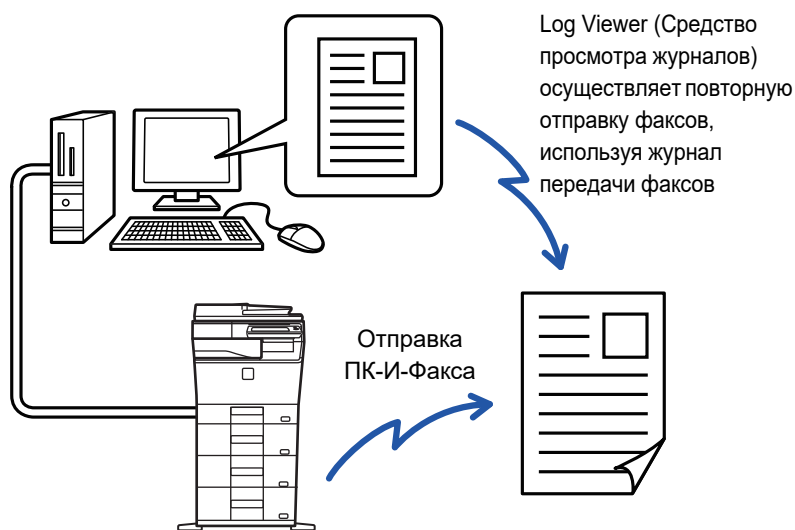 Log Viewer (Средство
просмотра журналов)
осуществляет повторную
отправку факсов,
используя журнал
передачи факсов
Отправка
ПК-И-Факса